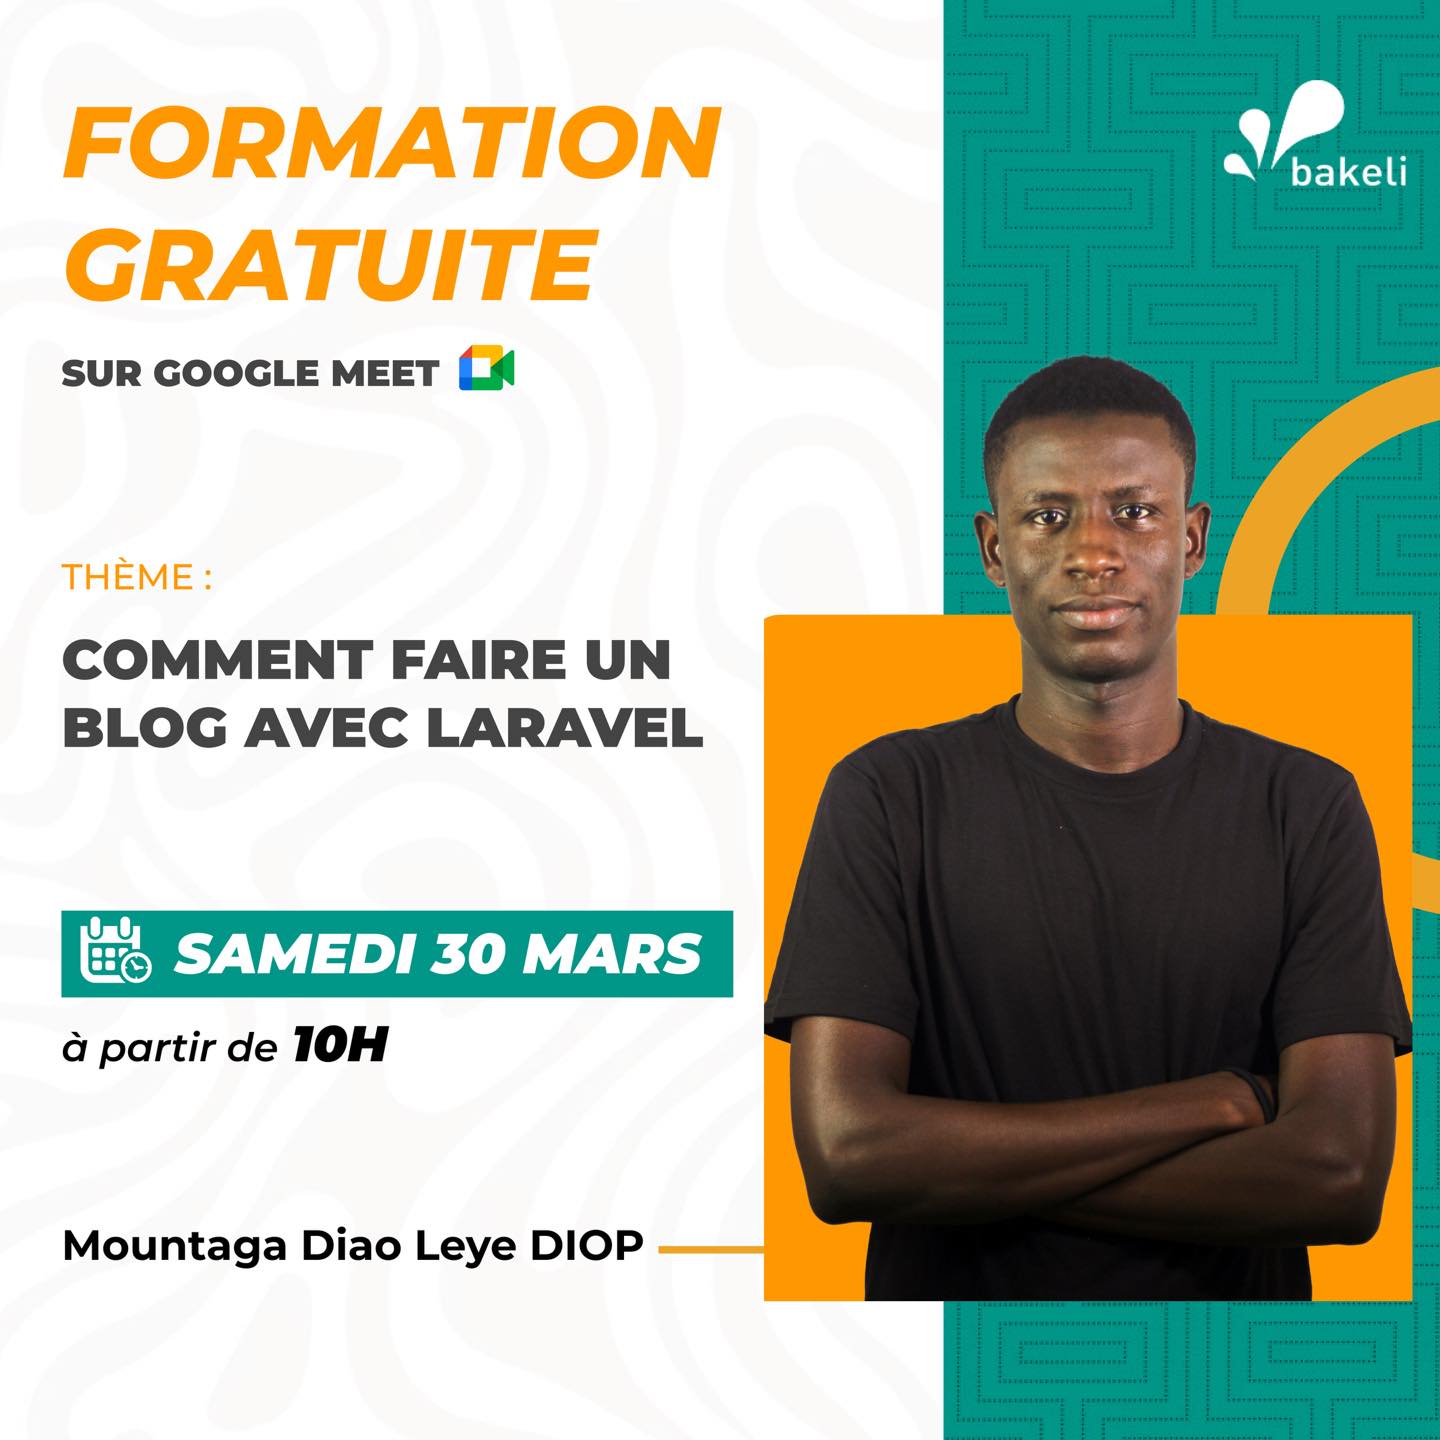 bakeli
FORMATION
GRATUITE
SUR GOOGLE MEET
THÈME :
COMMENT FAIRE UN
BLOG AVEC LARAVEL
SAMEDI 30 MARS
à partir de 10H
Mountaga Diao Leye DIOP